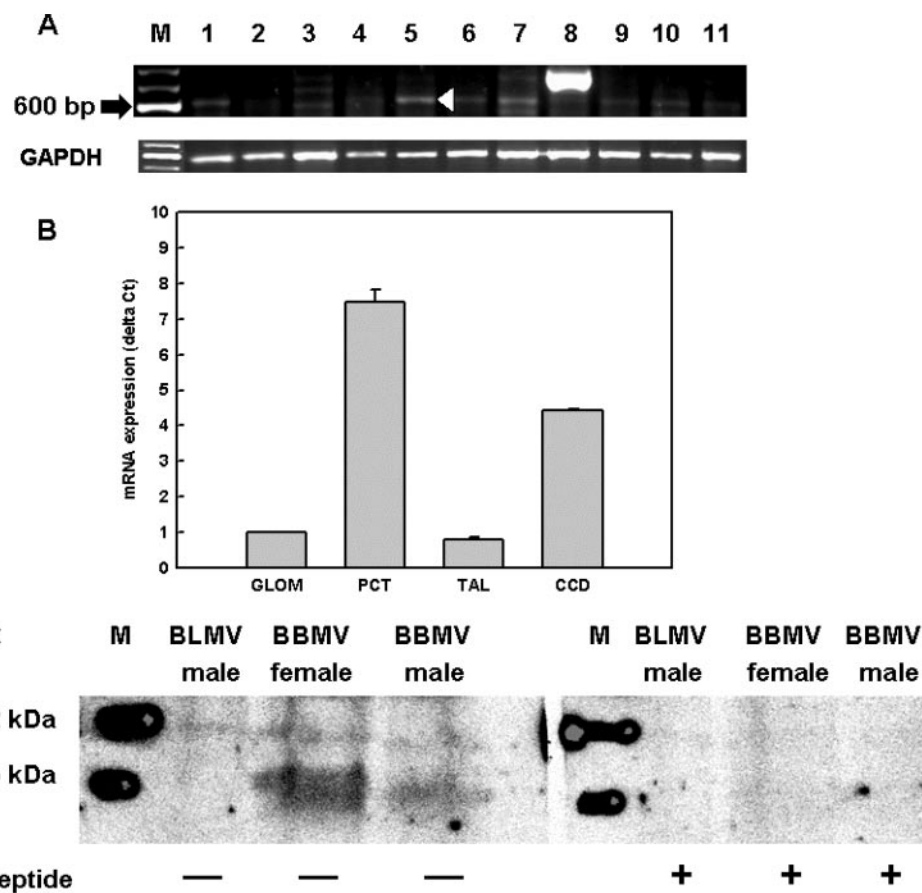 A
M 1 2 3 4 5 6 7 8 9 10 11
600 bp
GAPDH
B
mRNA expression (delta Ct)
10
9
8
7
6
5
4
3
2
1
0
GLOM PCT TAL CCD
M BLMV BBMV BBMV M BLMV BBMV BBMV
male female male male female male
kDa
kDa
eptide — — — + + +